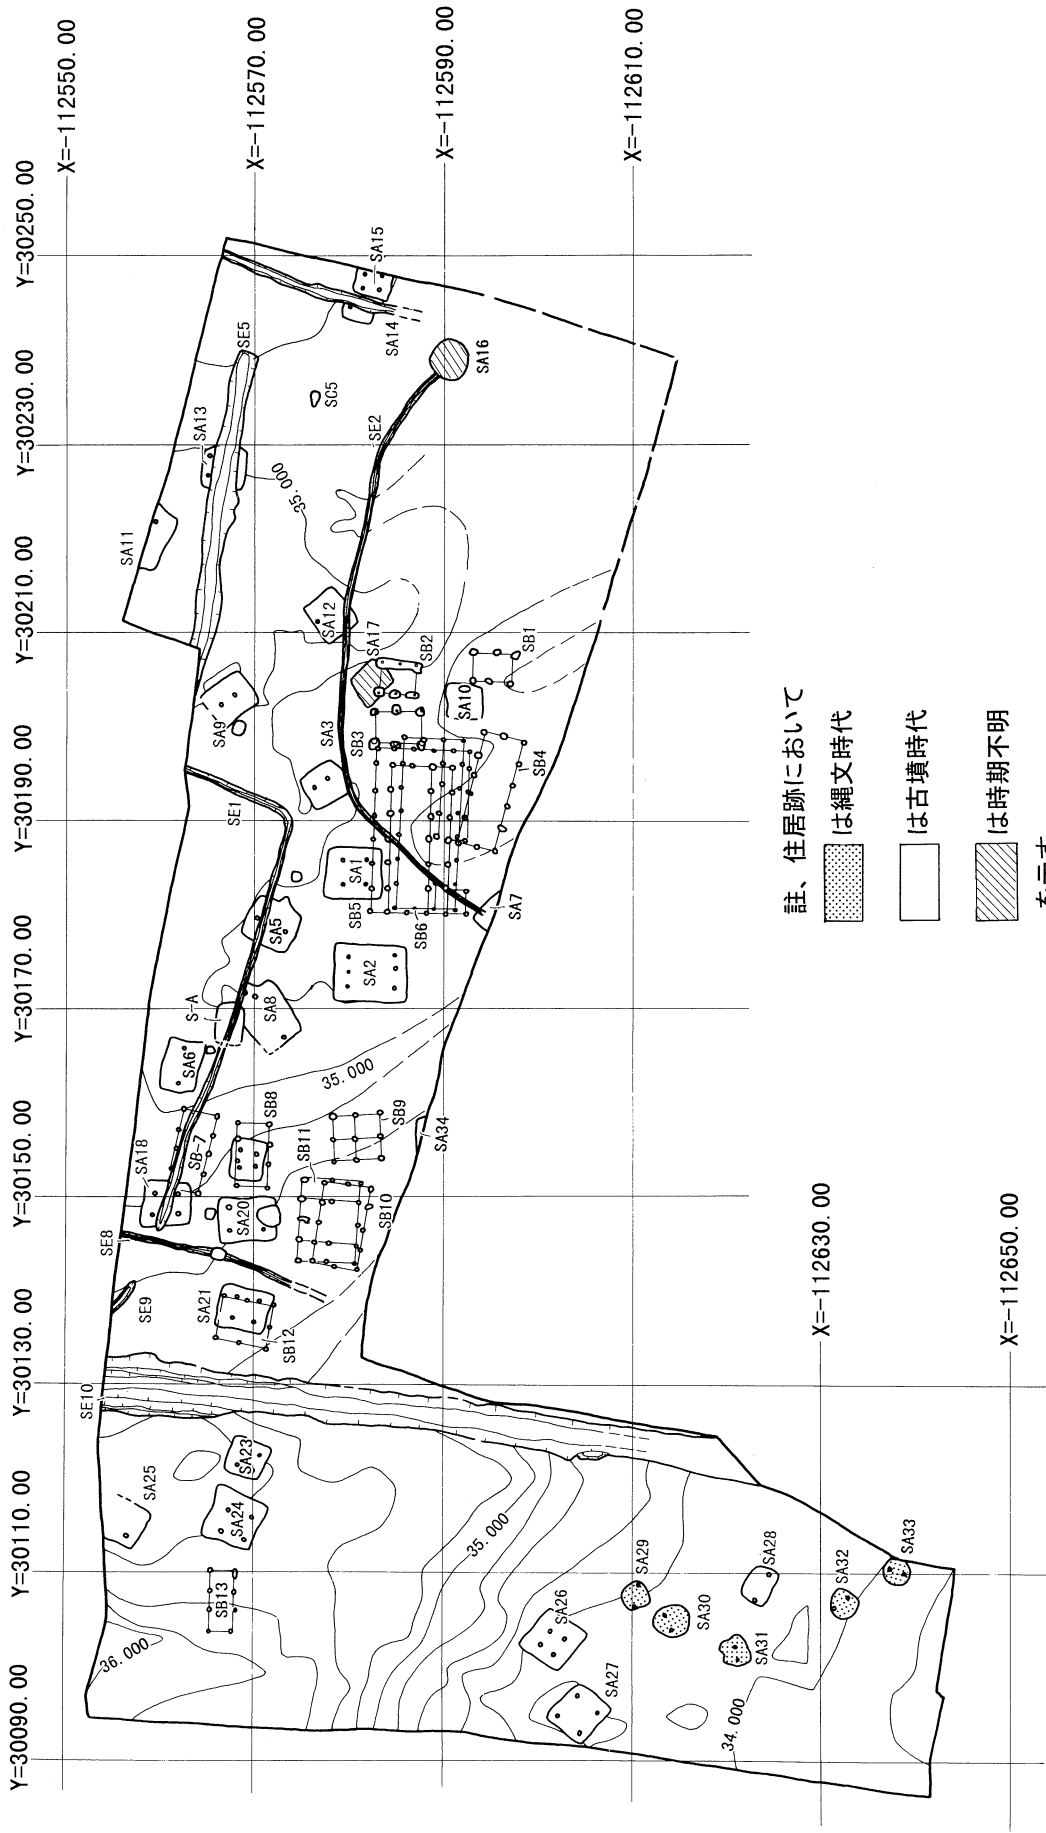 X=-112550.00
X=-112570.00
X=-112590.00
X=-112610.00
Y=30250.00
Y=30230.00
Y=30210.00
Y=30190.00
Y=30170.00
Y=30150.00
Y=30130.00
Y=30110.00
Y=30090.00
X=-112630.00
X=-112650.00
SA15
SA14
SE5
SA16
SC5
SE2
SA13
35.000
SA11
SA12
SA17
SB2
SB1
SA10
SA9
SA3
SB3
SB4
SE1
SA1
SB5
SB6
SA7
SA5
SA2
S-A
SA8
SA6
35.000
SB8
SB9
SA34
SA18
SB-7
SB11
SA20
SB10
SE8
SE9
SA21
SB12
SE10
SA25
SA23
SA24
35.000
SB13
36.000
SA29
SA28
SA33
SA32
SA26
SA30
SA31
SA27
34.000
註、住居跡において
は縄文時代
は古墳時代
は時期不明
を示す